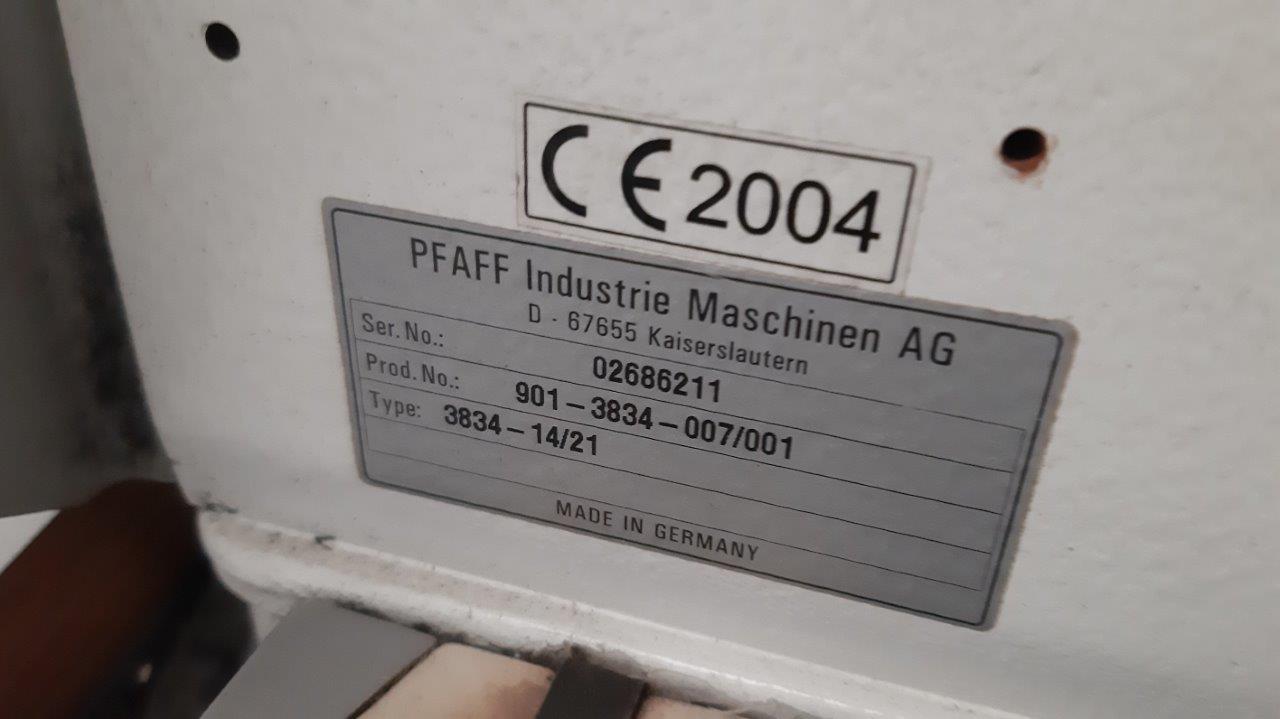 CE 2004
PFAFF Industrie Maschinen AG
D - 67655 Kaiserslautern
Ser. No.: 02686211
Prod. No.: 901-3834-007/001
Type: 3834-14/21
MADE IN GERMANY